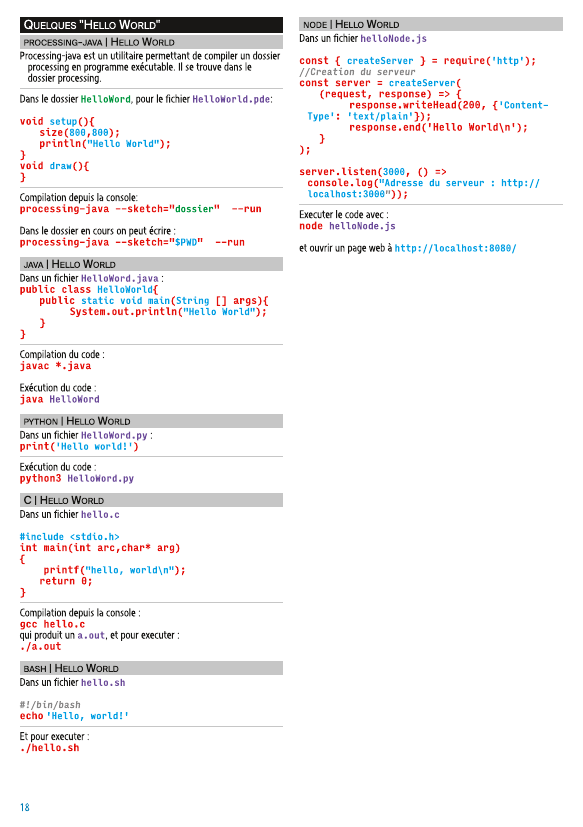 QUELQUES "HELLO WORLD"
PROCESSING-JAVA | HELLO WORLD
Processing-java est un utilitaire permettant de compiler un dossier
processing en programme exécutable. Il se trouve dans le
dossier processing.
Dans le dossier HelloWord, pour le fichier HelloWorld.pde:
void setup(){
size(800,800);
println("Hello World");
}
void draw(){
}
Compilation depuis la console:
processing-java --sketch="dossier" --run
Dans le dossier en cours on peut écrire :
processing-java --sketch="$PWD" --run
JAVA | HELLO WORLD
Dans un fichier HelloWord.java :
public class HelloWorld{
public static void main(String [] args){
System.out.println("Hello World");
}
}
Compilation du code :
javac *.java
Exécution du code :
java HelloWord
PYTHON | HELLO WORLD
Dans un fichier HelloWord.py :
print('Hello world!')
Exécution du code :
python3 HelloWord.py
C | HELLO WORLD
Dans un fichier hello.c
#include <stdio.h>
int main(int arc,char* arg)
{
printf("hello, world\n");
return 0;
}
Compilation depuis la console :
gcc hello.c
qui produit un a.out, et pour executer :
./a.out
BASH | HELLO WORLD
Dans un fichier hello.sh
#!/bin/bash
echo 'Hello, world!'
Et pour executer :
./hello.sh
18
NODE | HELLO WORLD
Dans un fichier helloNode.js
const { createServer } = require('http');
//Creation du serveur
const server = createServer(
(request, response) => {
response.writeHead(200, {'Content-
Type': 'text/plain'});
response.end('Hello World\n');
}
);
server.listen(3000, () =>
console.log("Adresse du serveur : http://
localhost:3000"));
Executer le code avec :
node helloNode.js
et ouvrir un page web à http://localhost:8080/